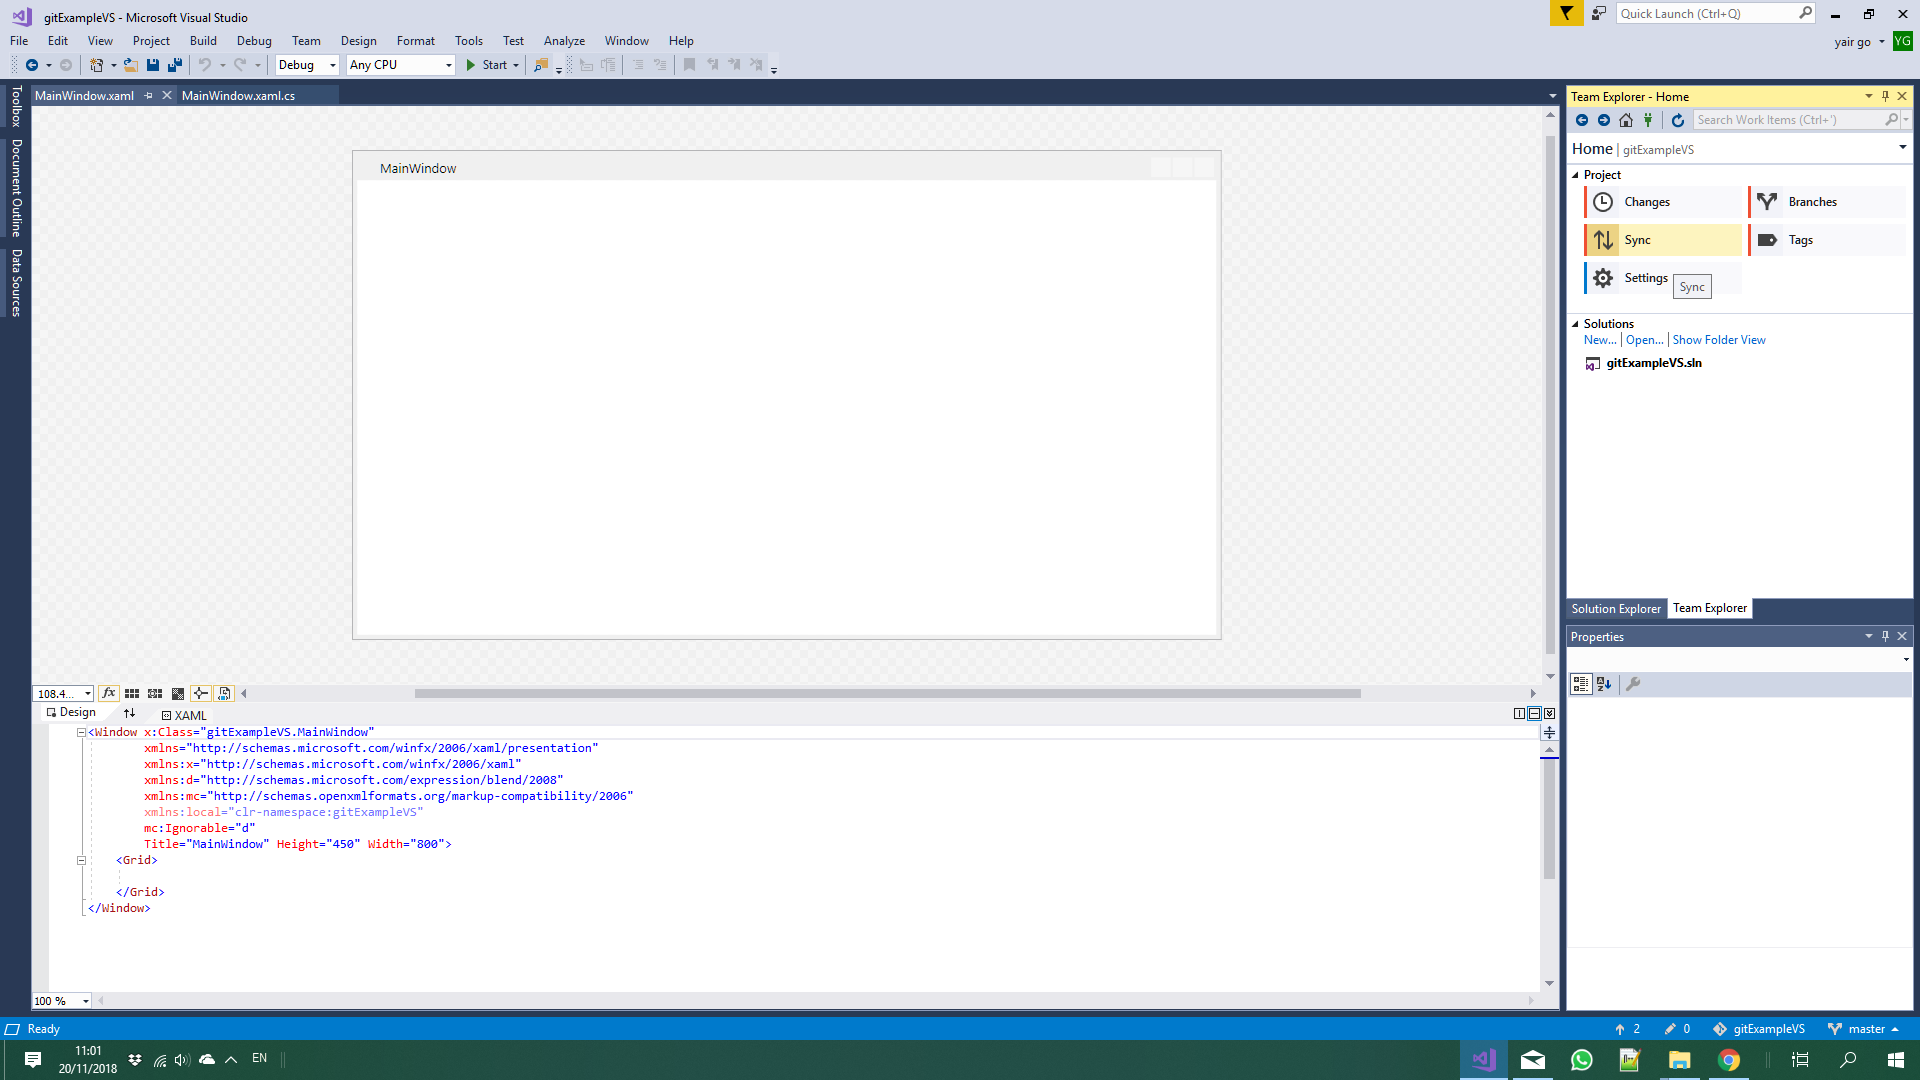 gitExampleVS - Microsoft Visual Studio
Quick Launch (Ctrl+Q)
File Edit View Project Build Debug Team Design Format Tools Test Analyze Window Help
yair go YG
Debug Any CPU Start
Toolbox
Document Outline
Data Sources
MainWindow.xaml MainWindow.xaml.cs
MainWindow
108.4...
fx
Design XAML
<Window x:Class="gitExampleVS.MainWindow"
xmlns="http://schemas.microsoft.com/winfx/2006/xaml/presentation"
xmlns:x="http://schemas.microsoft.com/winfx/2006/xaml"
xmlns:d="http://schemas.microsoft.com/expression/blend/2008"
xmlns:mc="http://schemas.openxmlformats.org/markup-compatibility/2006"
xmlns:local="clr-namespace:gitExampleVS"
mc:Ignorable="d"
Title="MainWindow" Height="450" Width="800">
<Grid>
</Grid>
</Window>
100 %
Team Explorer - Home
Search Work Items (Ctrl+')
Home | gitExampleVS
Project
Changes Branches
Sync Tags
Settings
Sync
Solutions
New... | Open... | Show Folder View
gitExampleVS.sln
Solution Explorer Team Explorer
Properties
Ready
2 0 gitExampleVS master
11:01
20/11/2018
EN